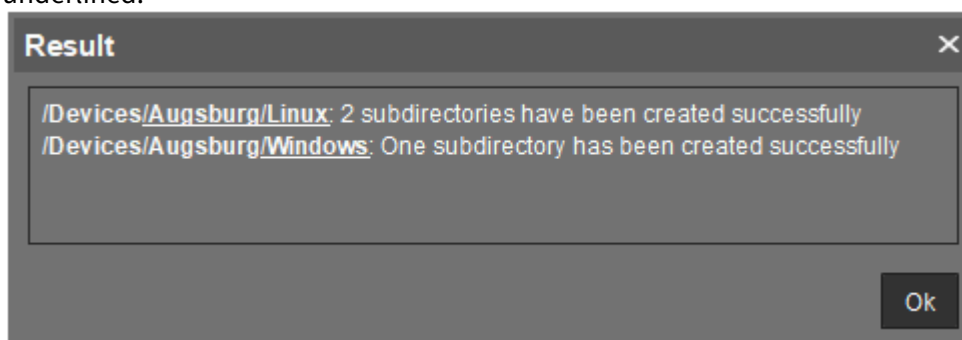 underlined.
Result
/Devices/Augsburg/Linux: 2 subdirectories have been created successfully
/Devices/Augsburg/Windows: One subdirectory has been created successfully
Ok